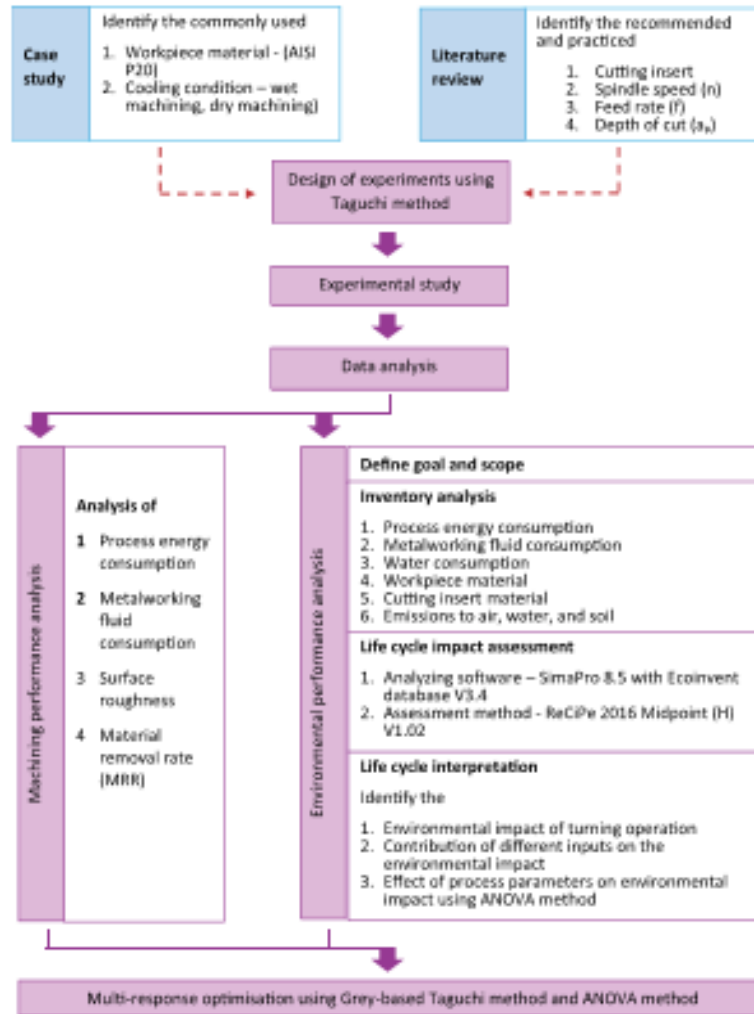 Case study
Identify the commonly used
1. Workpiece material - (AISI
P20)
2. Cooling condition – wet
machining, dry machining)
Literature review
Identify the recommended
and practiced
1. Cutting insert
2. Spindle speed (n)
3. Feed rate (f)
4. Depth of cut (aₚ)
Design of experiments using
Taguchi method
Experimental study
Data analysis
Machining performance analysis
Analysis of
1 Process energy
consumption
2 Metalworking
fluid
consumption
3 Surface
roughness
4 Material
removal rate
(MRR)
Environmental performance analysis
Define goal and scope
Inventory analysis
1. Process energy consumption
2. Metalworking fluid consumption
3. Water consumption
4. Workpiece material
5. Cutting insert material
6. Emissions to air, water, and soil
Life cycle impact assessment
1. Analyzing software – SimaPro 8.5 with Ecoinvent
database V3.4
2. Assessment method - ReCiPe 2016 Midpoint (H)
V1.02
Life cycle interpretation
Identify the
1. Environmental impact of turning operation
2. Contribution of different inputs on the
environmental impact
3. Effect of process parameters on environmental
impact using ANOVA method
Multi-response optimisation using Grey-based Taguchi method and ANOVA method